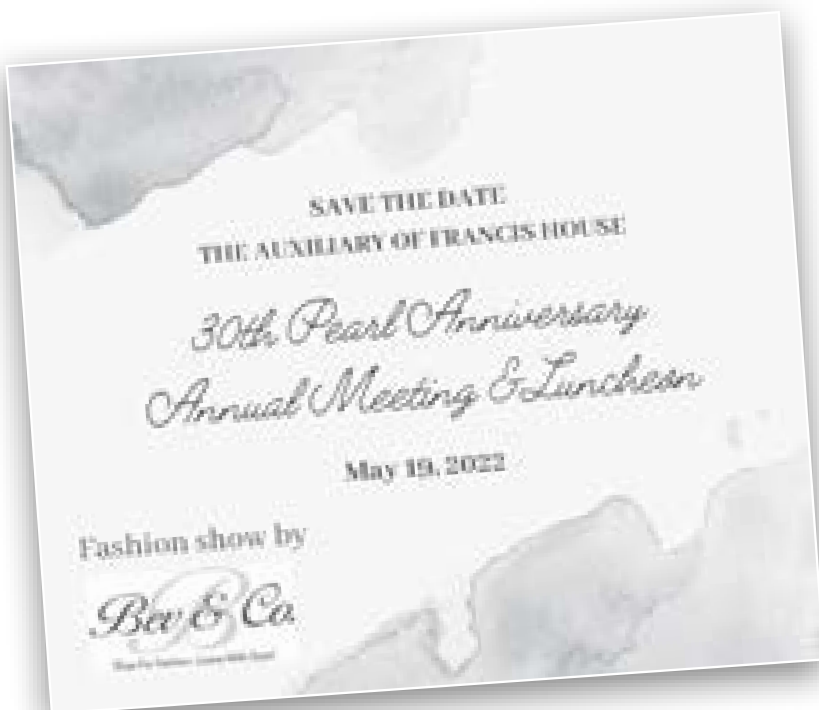 SAVE THE DATE
THE AUXILIARY OF FRANCIS HOUSE
30th Pearl Anniversary
Annual Meeting & Luncheon
May 19, 2022
Fashion show by
Bev & Co.